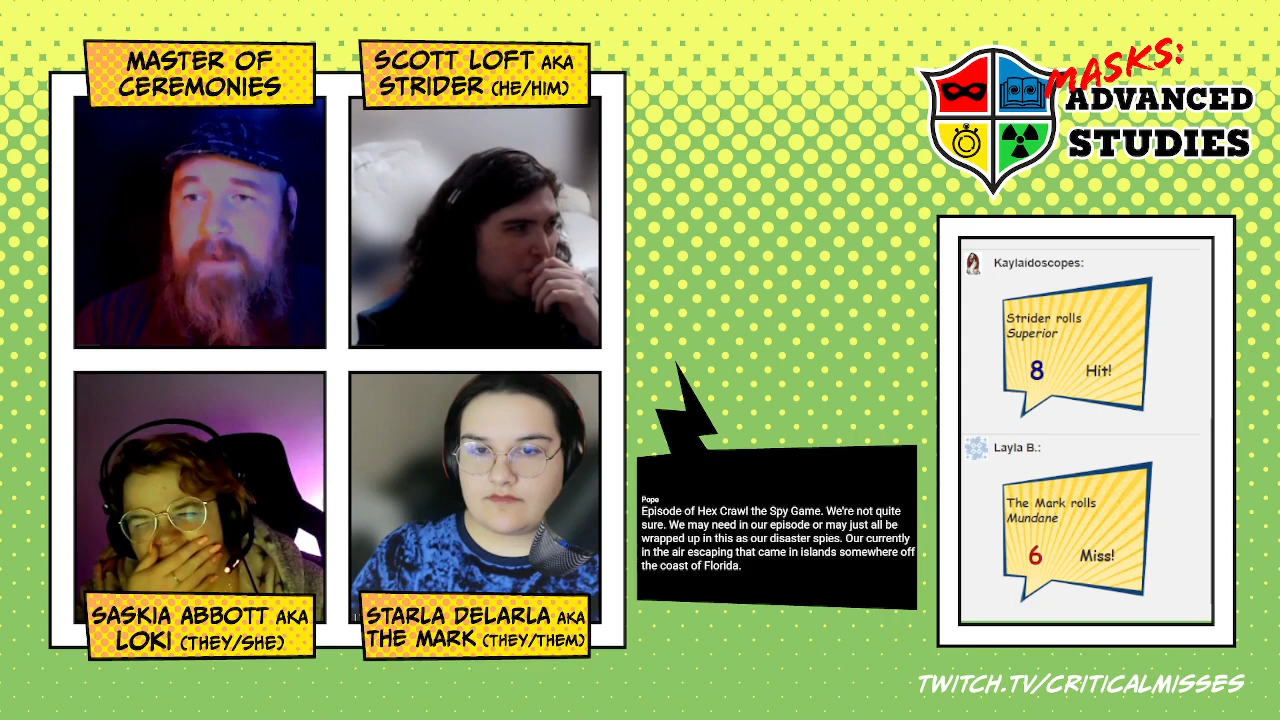 MASTER OF
CEREMONIES
SCOTT LOFT AKA
STRIDER (HE/HIM)
SASKIA ABBOTT AKA
LOKI (THEY/SHE)
STARLA DELARLA AKA
THE MARK (THEY/THEM)
Pope
Episode of Hex Crawl the Spy Game. We're not quite
sure. We may need in our episode or may just all be
wrapped up in this as our disaster spies. Our currently
in the air escaping that came in islands somewhere off
the coast of Florida.
MASKS:
ADVANCED
STUDIES
Kaylaidoscopes:
Strider rolls
Superior
8 Hit!
Layla B.:
The Mark rolls
Mundane
6 Miss!
TWITCH.TV/CRITICALMISSES